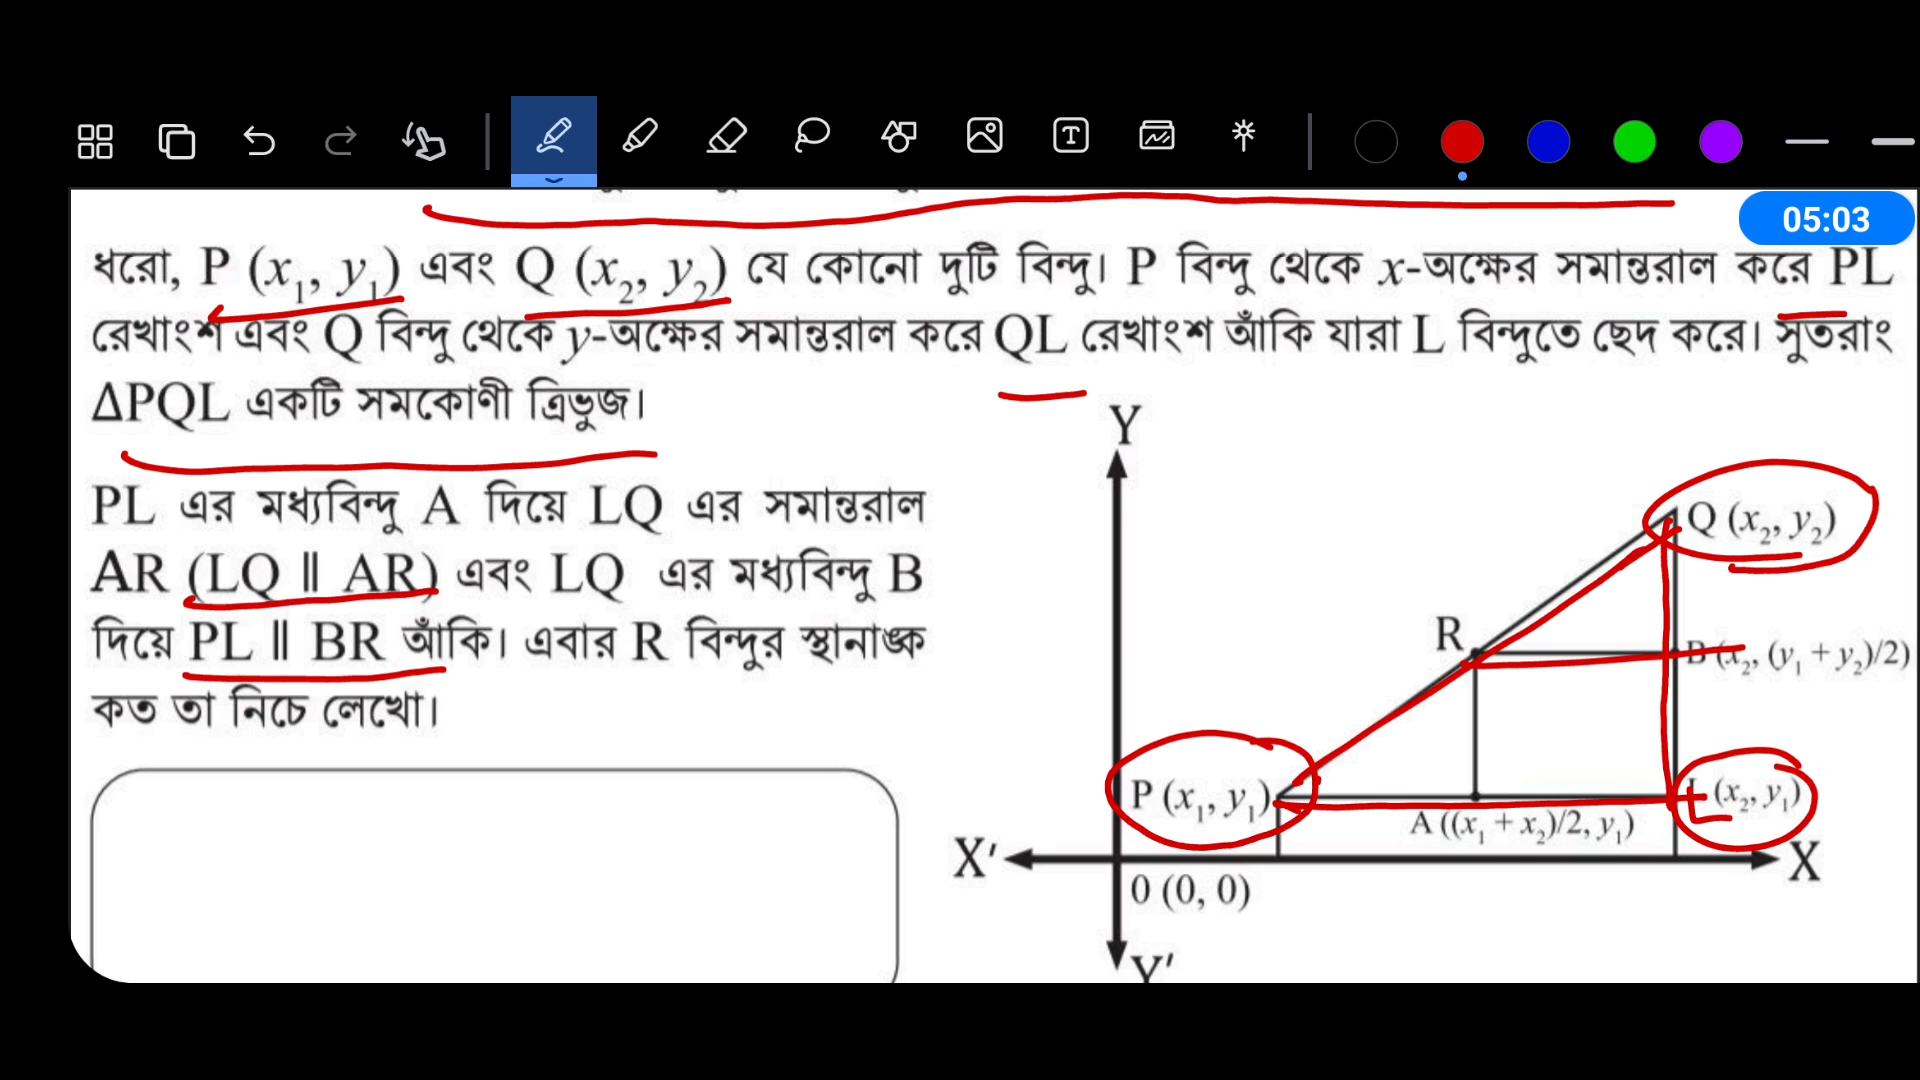 05:03
ধরো, P (x₁, y₁) এবং Q (x₂, y₂) যে কোনো দুটি বিন্দু। P বিন্দু থেকে x-অক্ষের সমান্তরাল করে PL
রেখাংশ এবং Q বিন্দু থেকে y-অক্ষের সমান্তরাল করে QL রেখাংশ আঁকি যারা L বিন্দুতে ছেদ করে। সুতরাং
ΔPQL একটি সমকোণী ত্রিভুজ।
PL এর মধ্যবিন্দু A দিয়ে LQ এর সমান্তরাল
AR (LQ ∥ AR) এবং LQ এর মধ্যবিন্দু B
দিয়ে PL ∥ BR আঁকি। এবার R বিন্দুর স্থানাঙ্ক
কত তা নিচে লেখো।
Y
Q (x₂, y₂)
R
B (x₂, (y₁ + y₂)/2)
P (x₁, y₁)
L (x₂, y₁)
A ((x₁ + x₂)/2, y₁)
X′
X
0 (0, 0)
Y′